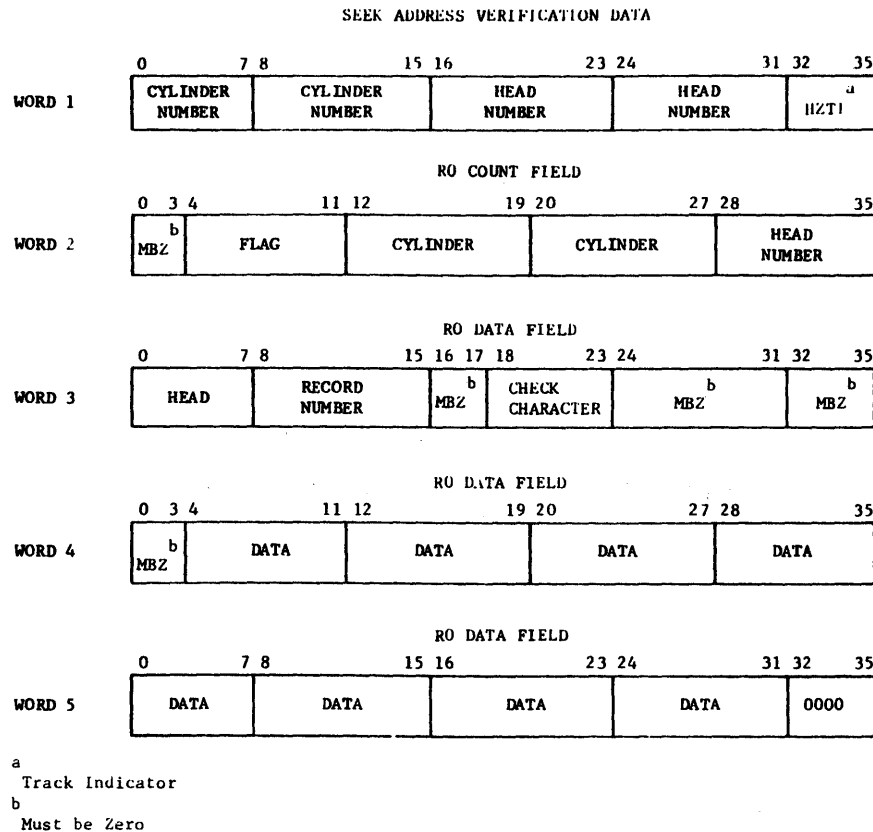 SEEK ADDRESS VERIFICATION DATA
0 7 8 15 16 23 24 31 32 35
WORD 1 CYLINDER NUMBER CYLINDER NUMBER HEAD NUMBER HEAD NUMBER a
RO COUNT FIELD
0 3 4 11 12 19 20 27 28 35
WORD 2 MBZ b FLAG CYLINDER CYLINDER HEAD NUMBER
RO DATA FIELD
0 7 8 15 16 17 18 23 24 31 32 35
WORD 3 HEAD RECORD NUMBER MBZ b CHECK CHARACTER MBZ b MBZ b
RO DATA FIELD
0 3 4 11 12 19 20 27 28 35
WORD 4 MBZ b DATA DATA DATA DATA
RO DATA FIELD
0 7 8 15 16 23 24 31 32 35
WORD 5 DATA DATA DATA DATA 0000
a
Track Indicator
b
Must be Zero